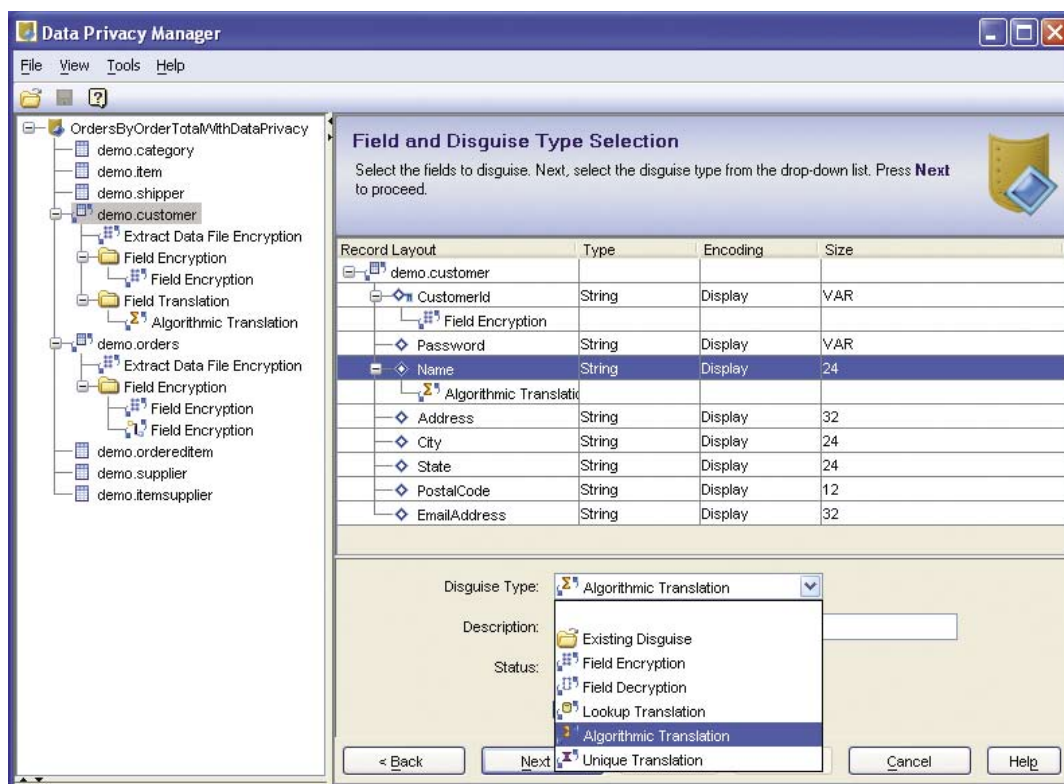 Data Privacy Manager
File View Tools Help
OrdersByOrderTotalWithDataPrivacy
demo.category
demo.item
demo.shipper
demo.customer
Extract Data File Encryption
Field Encryption
Field Encryption
Field Translation
Algorithmic Translation
demo.orders
Extract Data File Encryption
Field Encryption
Field Encryption
Field Encryption
demo.ordereditem
demo.supplier
demo.itemsupplier
Field and Disguise Type Selection
Select the fields to disguise. Next, select the disguise type from the drop-down list. Press Next
to proceed.
Record Layout Type Encoding Size
demo.customer
CustomerId String Display VAR
Field Encryption
Password String Display VAR
Name String Display 24
Algorithmic Translatio
Address String Display 32
City String Display 24
State String Display 24
PostalCode String Display 12
EmailAddress String Display 32
Disguise Type: Algorithmic Translation
Description:
Status:
Existing Disguise
Field Encryption
Field Decryption
Lookup Translation
Algorithmic Translation
Unique Translation
< Back Next Cancel Help